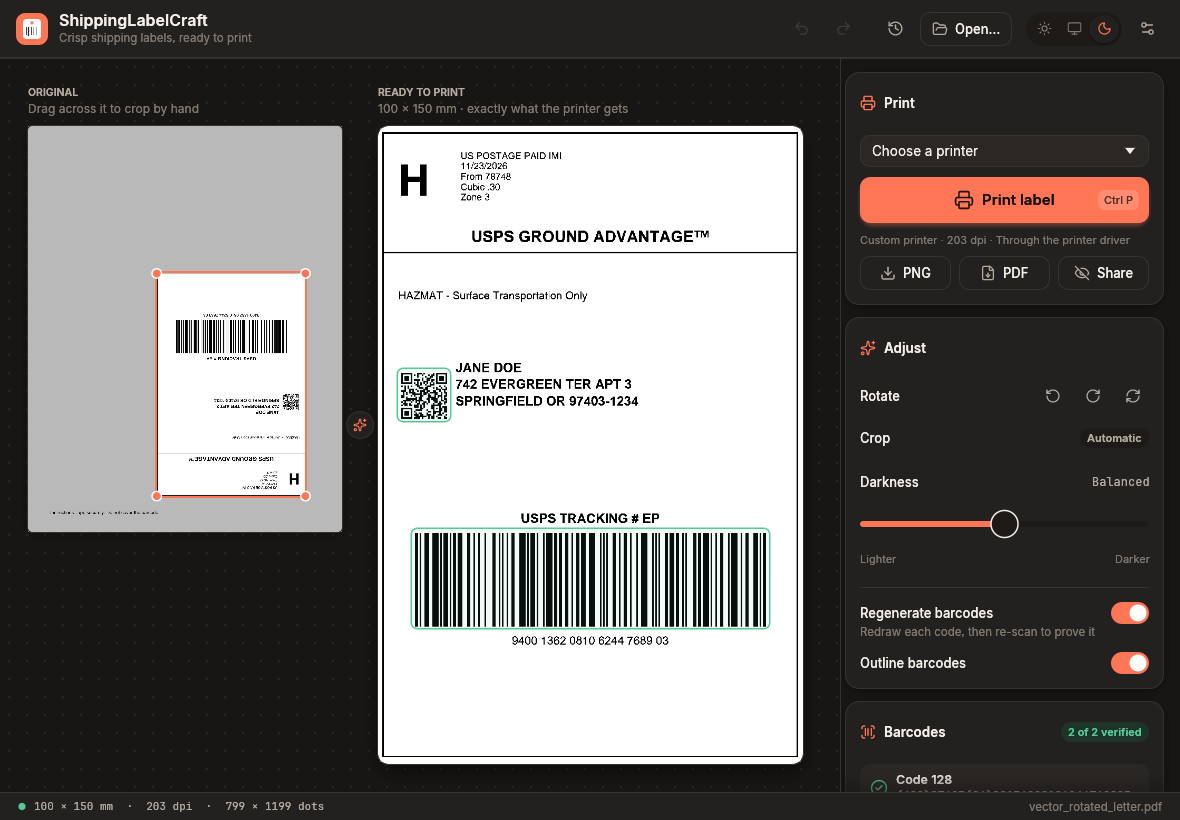 ShippingLabelCraft
Crisp shipping labels, ready to print
Open...
ORIGINAL
Drag across it to crop by hand
READY TO PRINT
100 × 150 mm · exactly what the printer gets
USPS GROUND ADVANTAGE™
H
H
US POSTAGE PAID IMI
11/23/2026
From 78748
Cubic .30
Zone 3
USPS GROUND ADVANTAGE™
HAZMAT - Surface Transportation Only
JANE DOE
742 EVERGREEN TER APT 3
SPRINGFIELD OR 97403-1234
USPS TRACKING # EP
9400 1362 0810 6244 7689 03
Print
Choose a printer
Print label
Ctrl P
Custom printer · 203 dpi · Through the printer driver
PNG
PDF
Share
Adjust
Rotate
Crop
Automatic
Darkness
Balanced
Lighter
Darker
Regenerate barcodes
Redraw each code, then re-scan to prove it
Outline barcodes
Barcodes
2 of 2 verified
Code 128
100 × 150 mm · 203 dpi · 799 × 1199 dots
vector_rotated_letter.pdf